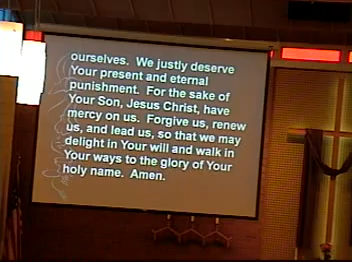 ourselves.  We justly deserve
Your present and eternal
punishment.  For the sake of
Your Son, Jesus Christ, have
mercy on us.  Forgive us, renew
us, and lead us, so that we may
delight in Your will and walk in
Your ways to the glory of Your
holy name.  Amen.